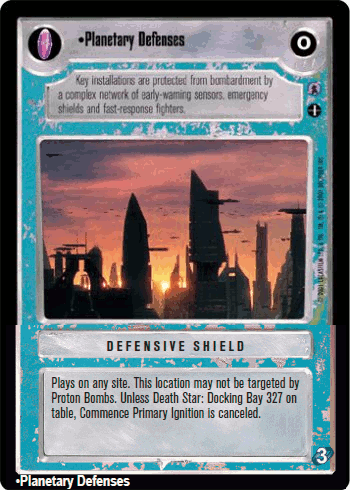 •Planetary Defenses
Key installations are protected from bombardment by
a complex network of early-warning sensors, emergency
shields and fast-response fighters.
DEFENSIVE SHIELD
Plays on any site. This location may not be targeted by
Proton Bombs. Unless Death Star: Docking Bay 327 on
table, Commence Primary Ignition is canceled.
3
•Planetary Defenses